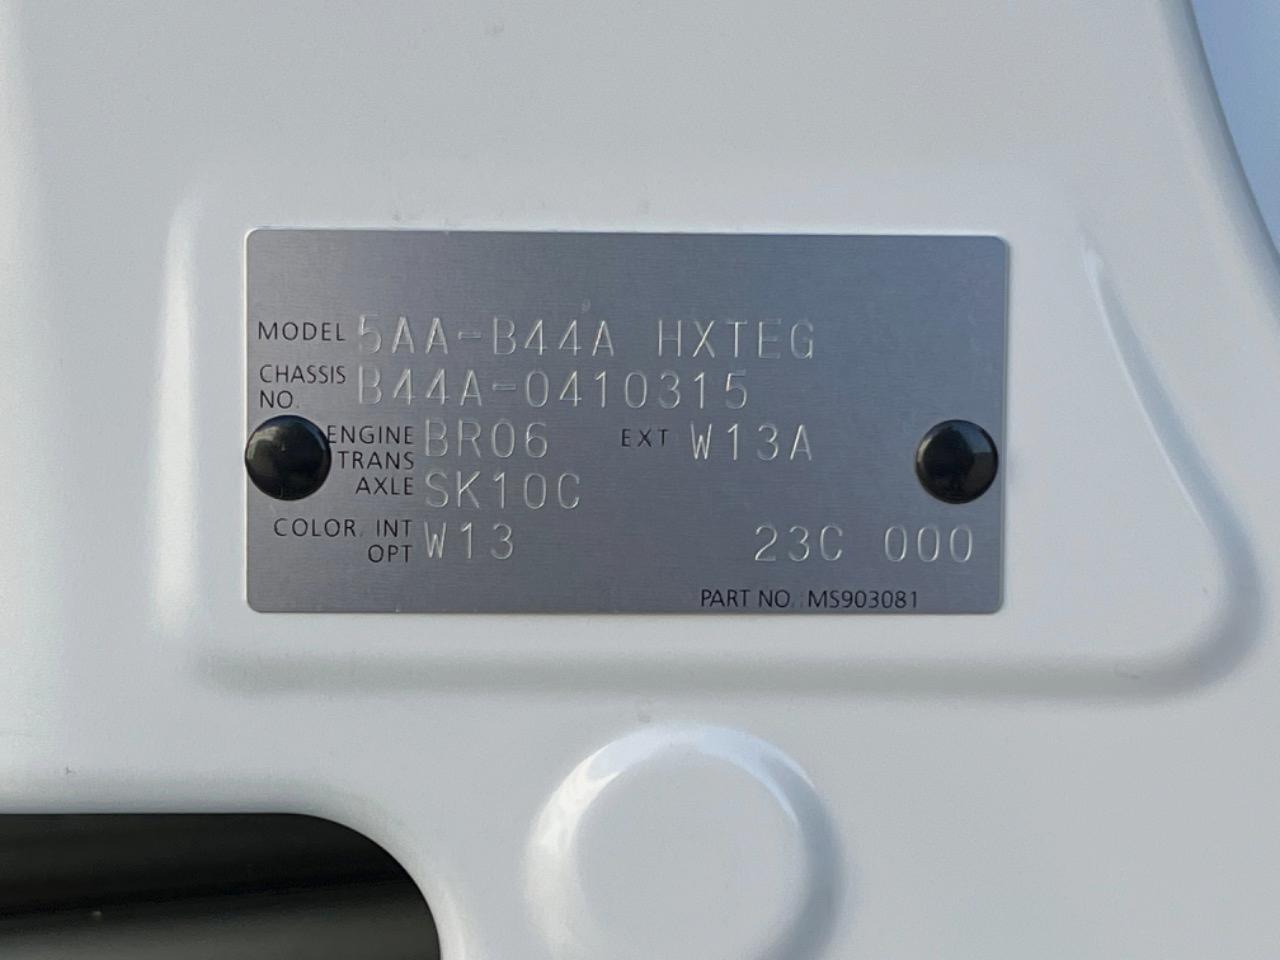 MODEL 5AA-B44A HXTEG
CHASSIS NO. B44A-0410315
ENGINE BR06 EXT W13A
TRANS AXLE SK10C
COLOR, INT OPT W13 23C 000
PART NO. MS903081